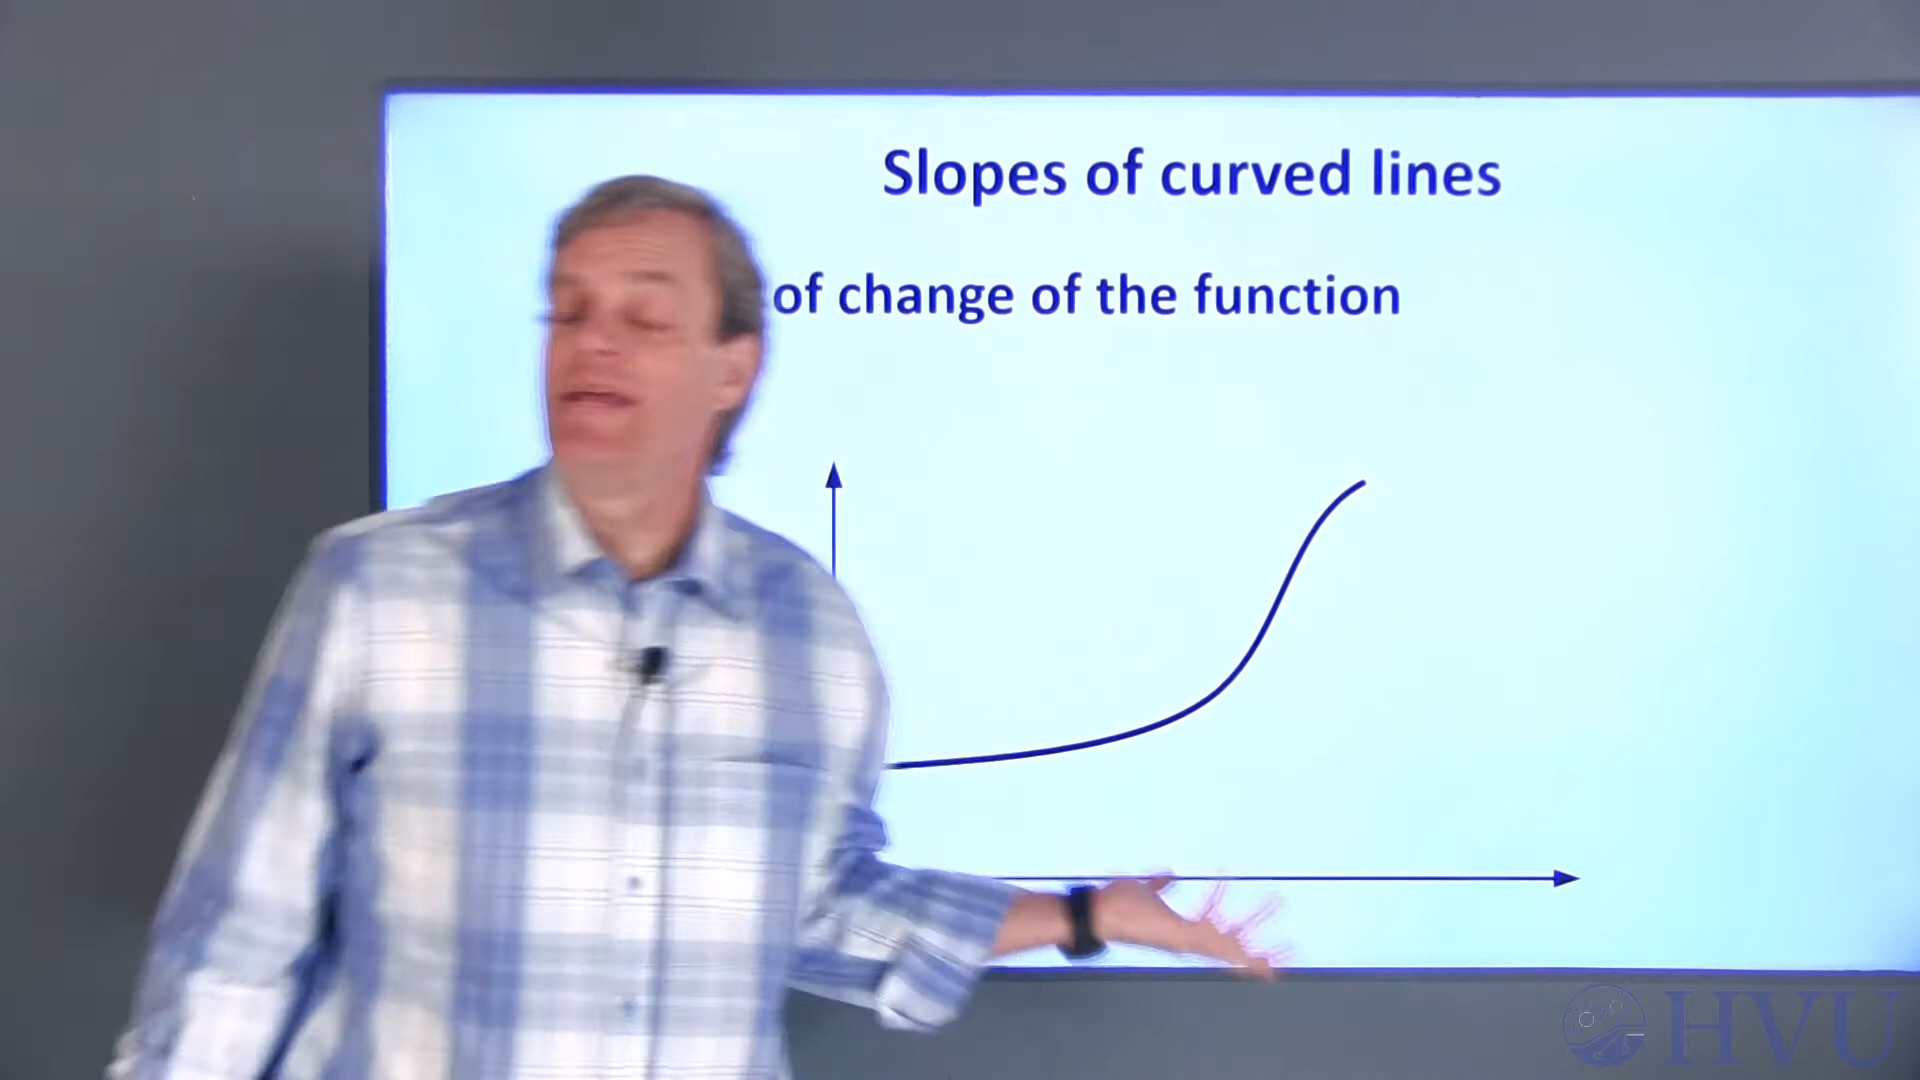 Slopes of curved lines
of change of the function
HVU